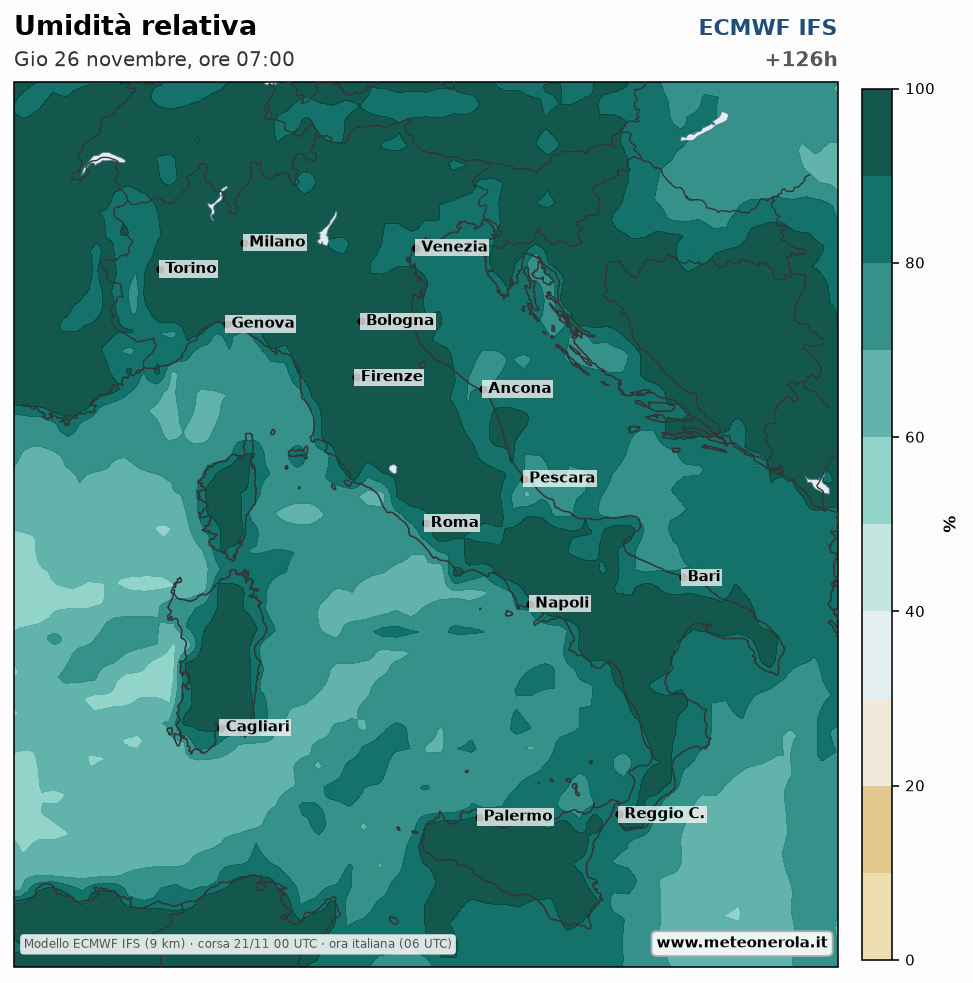 Umidità relativa
ECMWF IFS
Gio 26 novembre, ore 07:00
+126h
100
80
60
40
20
0
%
Milano
Venezia
Torino
Genova
Bologna
Firenze
Ancona
Pescara
Roma
Bari
Napoli
Cagliari
Palermo
Reggio C.
Modello ECMWF IFS (9 km) · corsa 21/11 00 UTC · ora italiana (06 UTC)
www.meteonerola.it